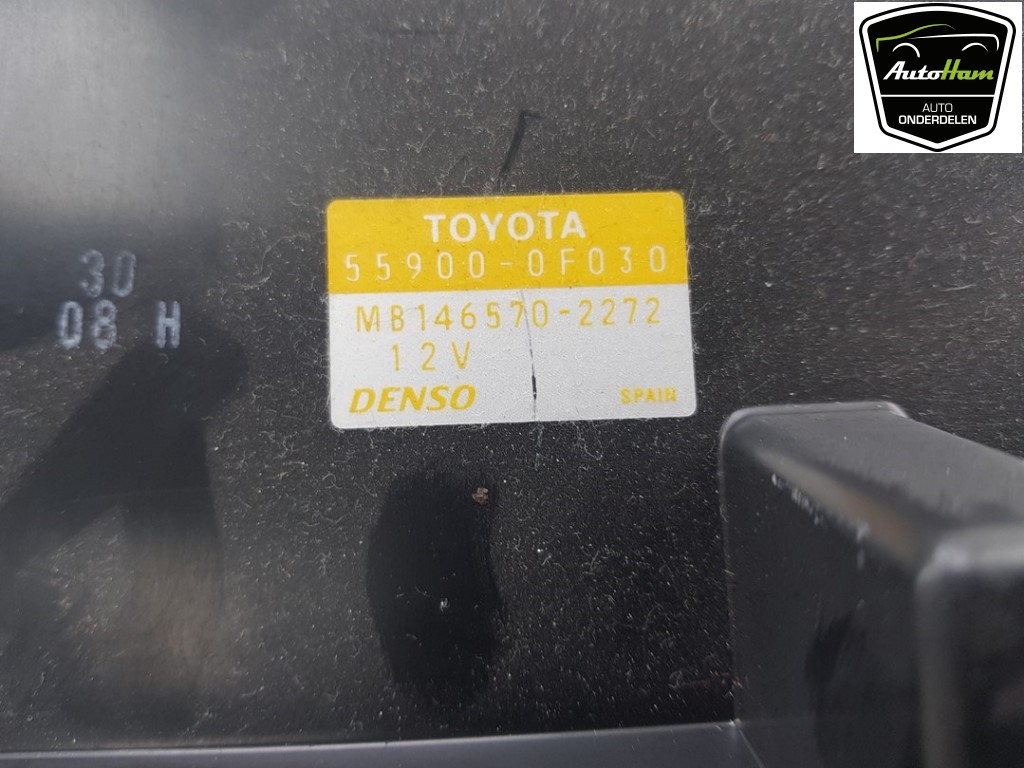 AutoHam
AUTO
ONDERDELEN
TOYOTA
55900-0F030
MB146570-2272
12V
DENSO SPAIN
30
08 H